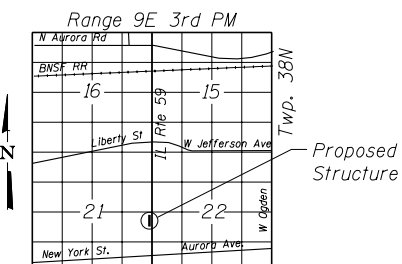 Range 9E 3rd PM
N Aurora Rd
BNSF RR
16
15
IL Rte 59
Twp. 38N
Liberty St
W Jefferson Ave
N
Proposed
Structure
21
22
W Ogden
New York St.
Aurora Ave.